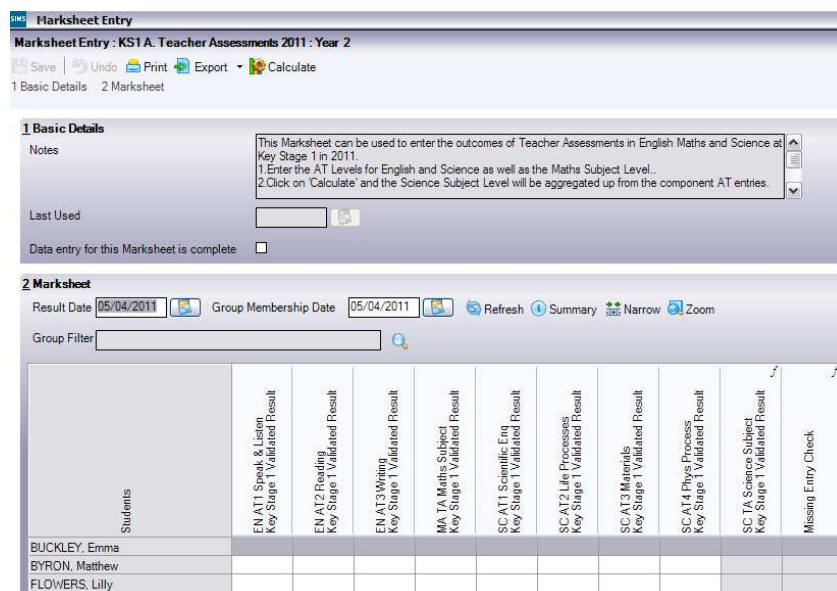 SIMS Marksheet Entry
Marksheet Entry : KS1 A. Teacher Assessments 2011 : Year 2
Save Undo Print Export Calculate
1 Basic Details 2 Marksheet
1 Basic Details
Notes
This Marksheet can be used to enter the outcomes of Teacher Assessments in English Maths and Science at
Key Stage 1 in 2011.
1.Enter the AT Levels for English and Science as well as the Maths Subject Level..
2.Click on 'Calculate' and the Science Subject Level will be aggregated up from the component AT entries.
Last Used
Data entry for this Marksheet is complete
2 Marksheet
Result Date 05/04/2011 Group Membership Date 05/04/2011 Refresh Summary Narrow Zoom
Group Filter
f f
Students
EN AT1 Speak & Listen
Key Stage 1 Validated Result
EN AT2 Reading
Key Stage 1 Validated Result
EN AT3 Writing
Key Stage 1 Validated Result
MA TA Maths Subject
Key Stage 1 Validated Result
SC AT1 Scientific Enq
Key Stage 1 Validated Result
SC AT2 Life Processes
Key Stage 1 Validated Result
SC AT3 Materials
Key Stage 1 Validated Result
SC AT4 Phys Process
Key Stage 1 Validated Result
SC TA Science Subject
Key Stage 1 Validated Result
Missing Entry Check
BUCKLEY, Emma
BYRON, Matthew
FLOWERS, Lilly